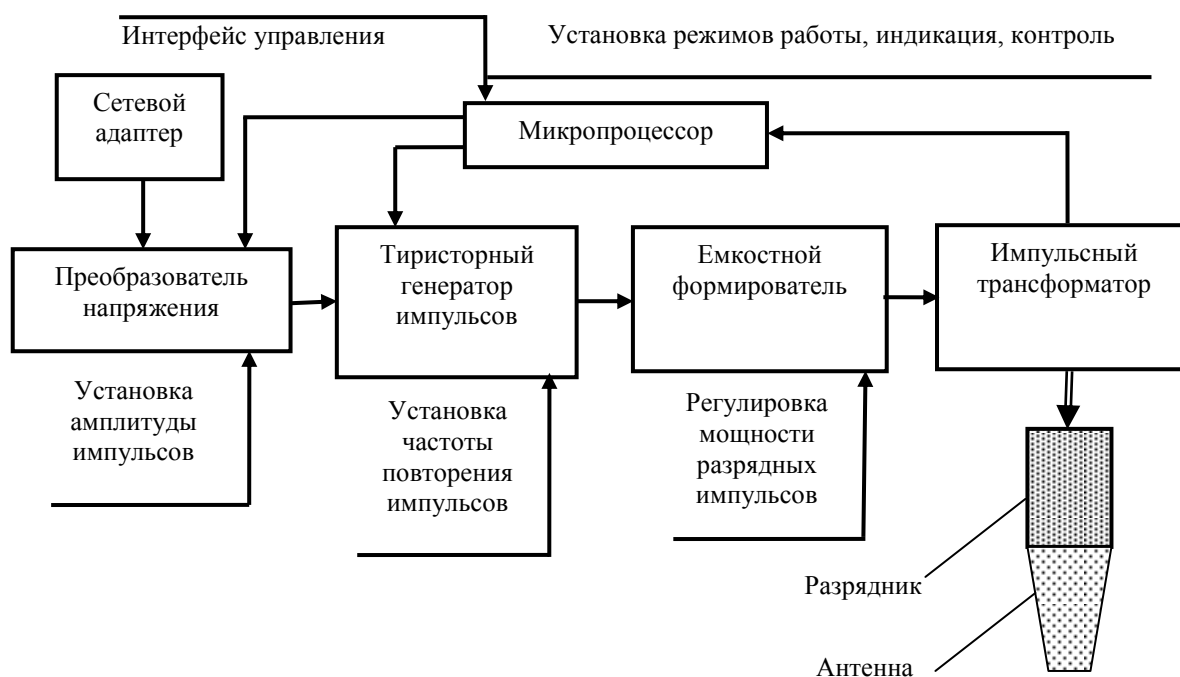 Интерфейс управления
Установка режимов работы, индикация, контроль
Сетевой
адаптер
Микропроцессор
Преобразователь
напряжения
Тиристорный
генератор
импульсов
Емкостной
формирователь
Импульсный
трансформатор
Установка
амплитуды
импульсов
Установка
частоты
повторения
импульсов
Регулировка
мощности
разрядных
импульсов
Разрядник
Антенна